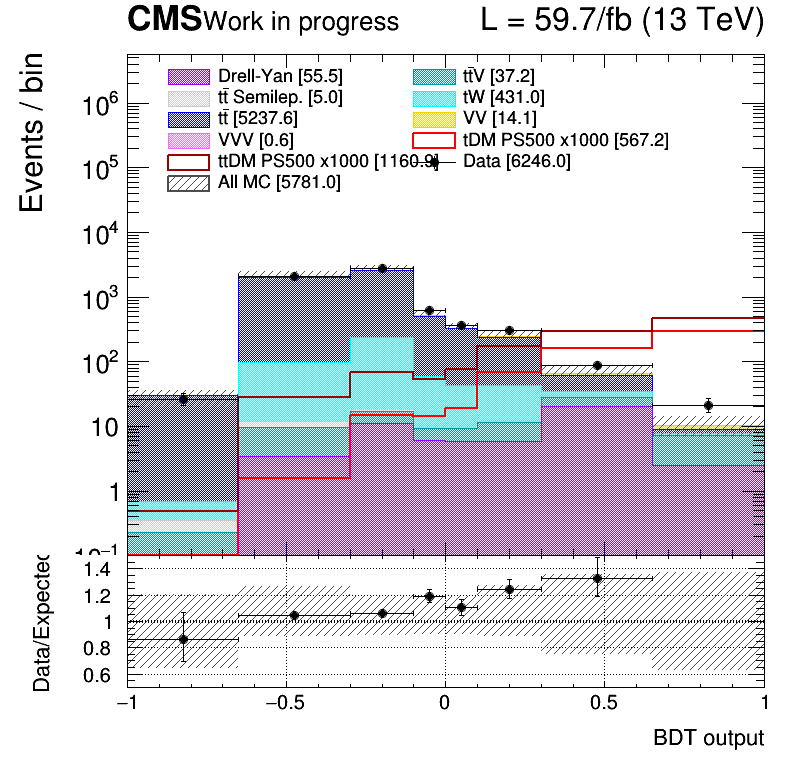 CMS Work in progress L = 59.7/fb (13 TeV)
Events / bin
10⁶
10⁵
10⁴
10³
10²
10
1
10⁻¹
Drell-Yan [55.5] tt̄V [37.2]
tt̄ Semilep. [5.0] tW [431.0]
tt̄ [5237.6] VV [14.1]
VVV [0.6] tDM PS500 x1000 [567.2]
ttDM PS500 x1000 [1160.9] Data [6246.0]
All MC [5781.0]
Data/Expected
1.4
1.2
1
0.8
0.6
−1 −0.5 0 0.5 1
BDT output